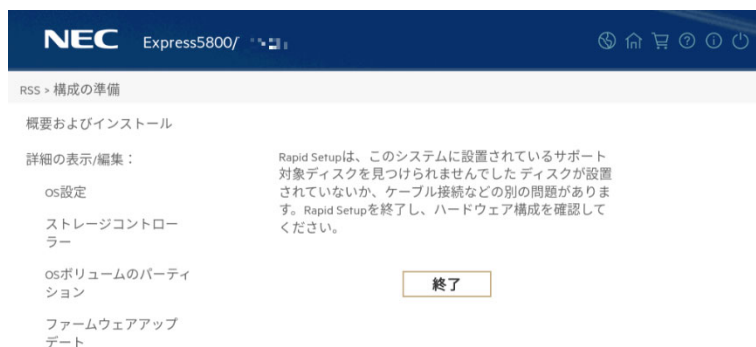 NEC Express5800/
RSS > 構成の準備
概要およびインストール
詳細の表示/編集：
OS設定
ストレージコントロー
ラー
OSボリュームのパーティ
ション
ファームウェアアップ
デート
Rapid Setupは、このシステムに設置されているサポート
対象ディスクを見つけられませんでした ディスクが設置
されていないか、ケーブル接続などの別の問題がありま
す。Rapid Setupを終了し、ハードウェア構成を確認して
ください。
終了